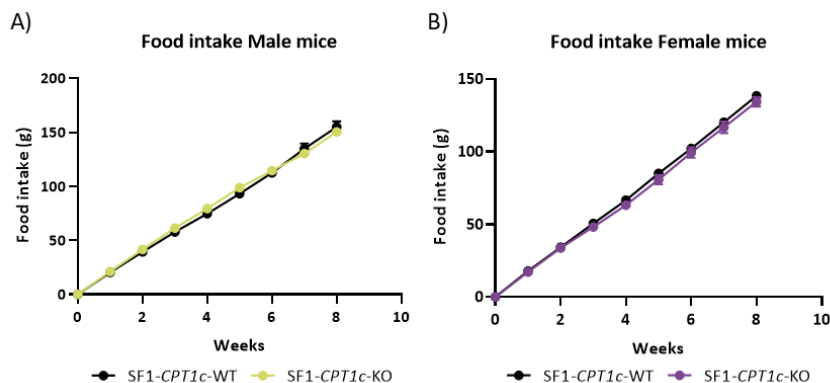 A)
Food intake Male mice
Food intake (g)
200
150
100
50
0
0 2 4 6 8 10
Weeks
SF1-CPT1c-WT SF1-CPT1c-KO
B)
Food intake Female mice
Food intake (g)
150
100
50
0
0 2 4 6 8 10
Weeks
SF1-CPT1c-WT SF1-CPT1c-KO